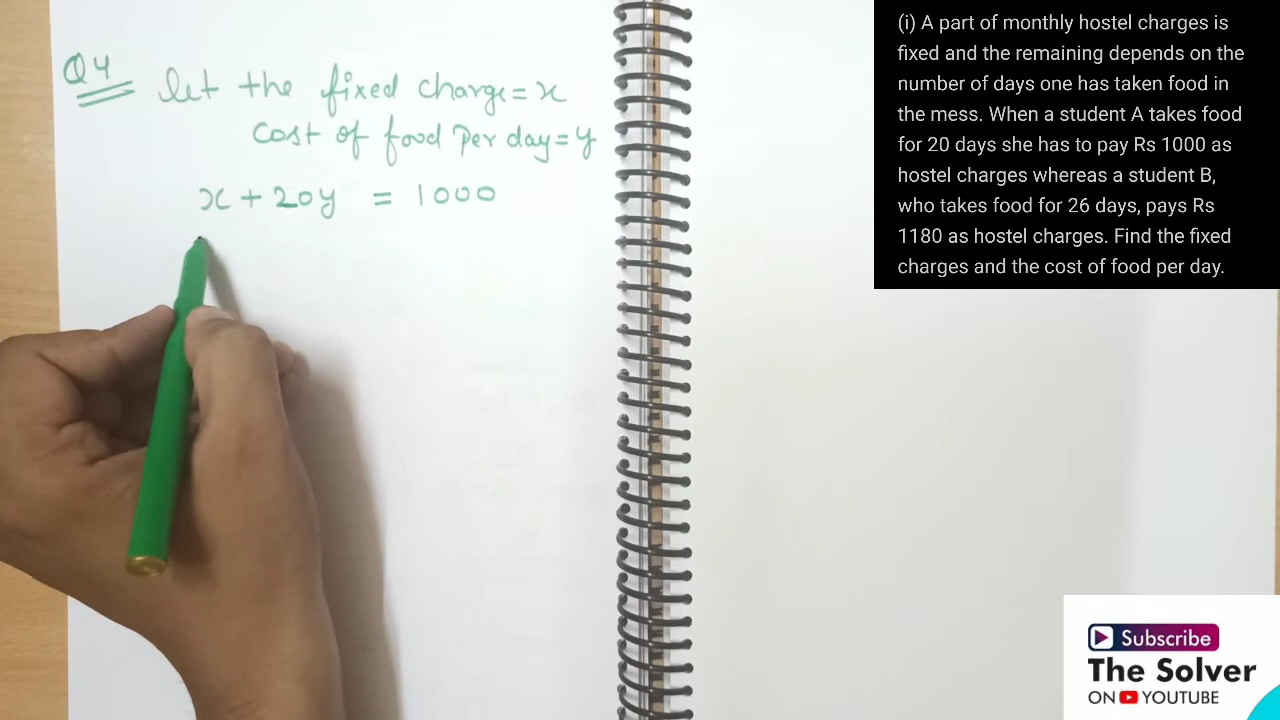 Q4 let the fixed charge = x
cost of food per day = y
x + 20y = 1000
(i) A part of monthly hostel charges is
fixed and the remaining depends on the
number of days one has taken food in
the mess. When a student A takes food
for 20 days she has to pay Rs 1000 as
hostel charges whereas a student B,
who takes food for 26 days, pays Rs
1180 as hostel charges. Find the fixed
charges and the cost of food per day.
Subscribe
The Solver
ON YOUTUBE